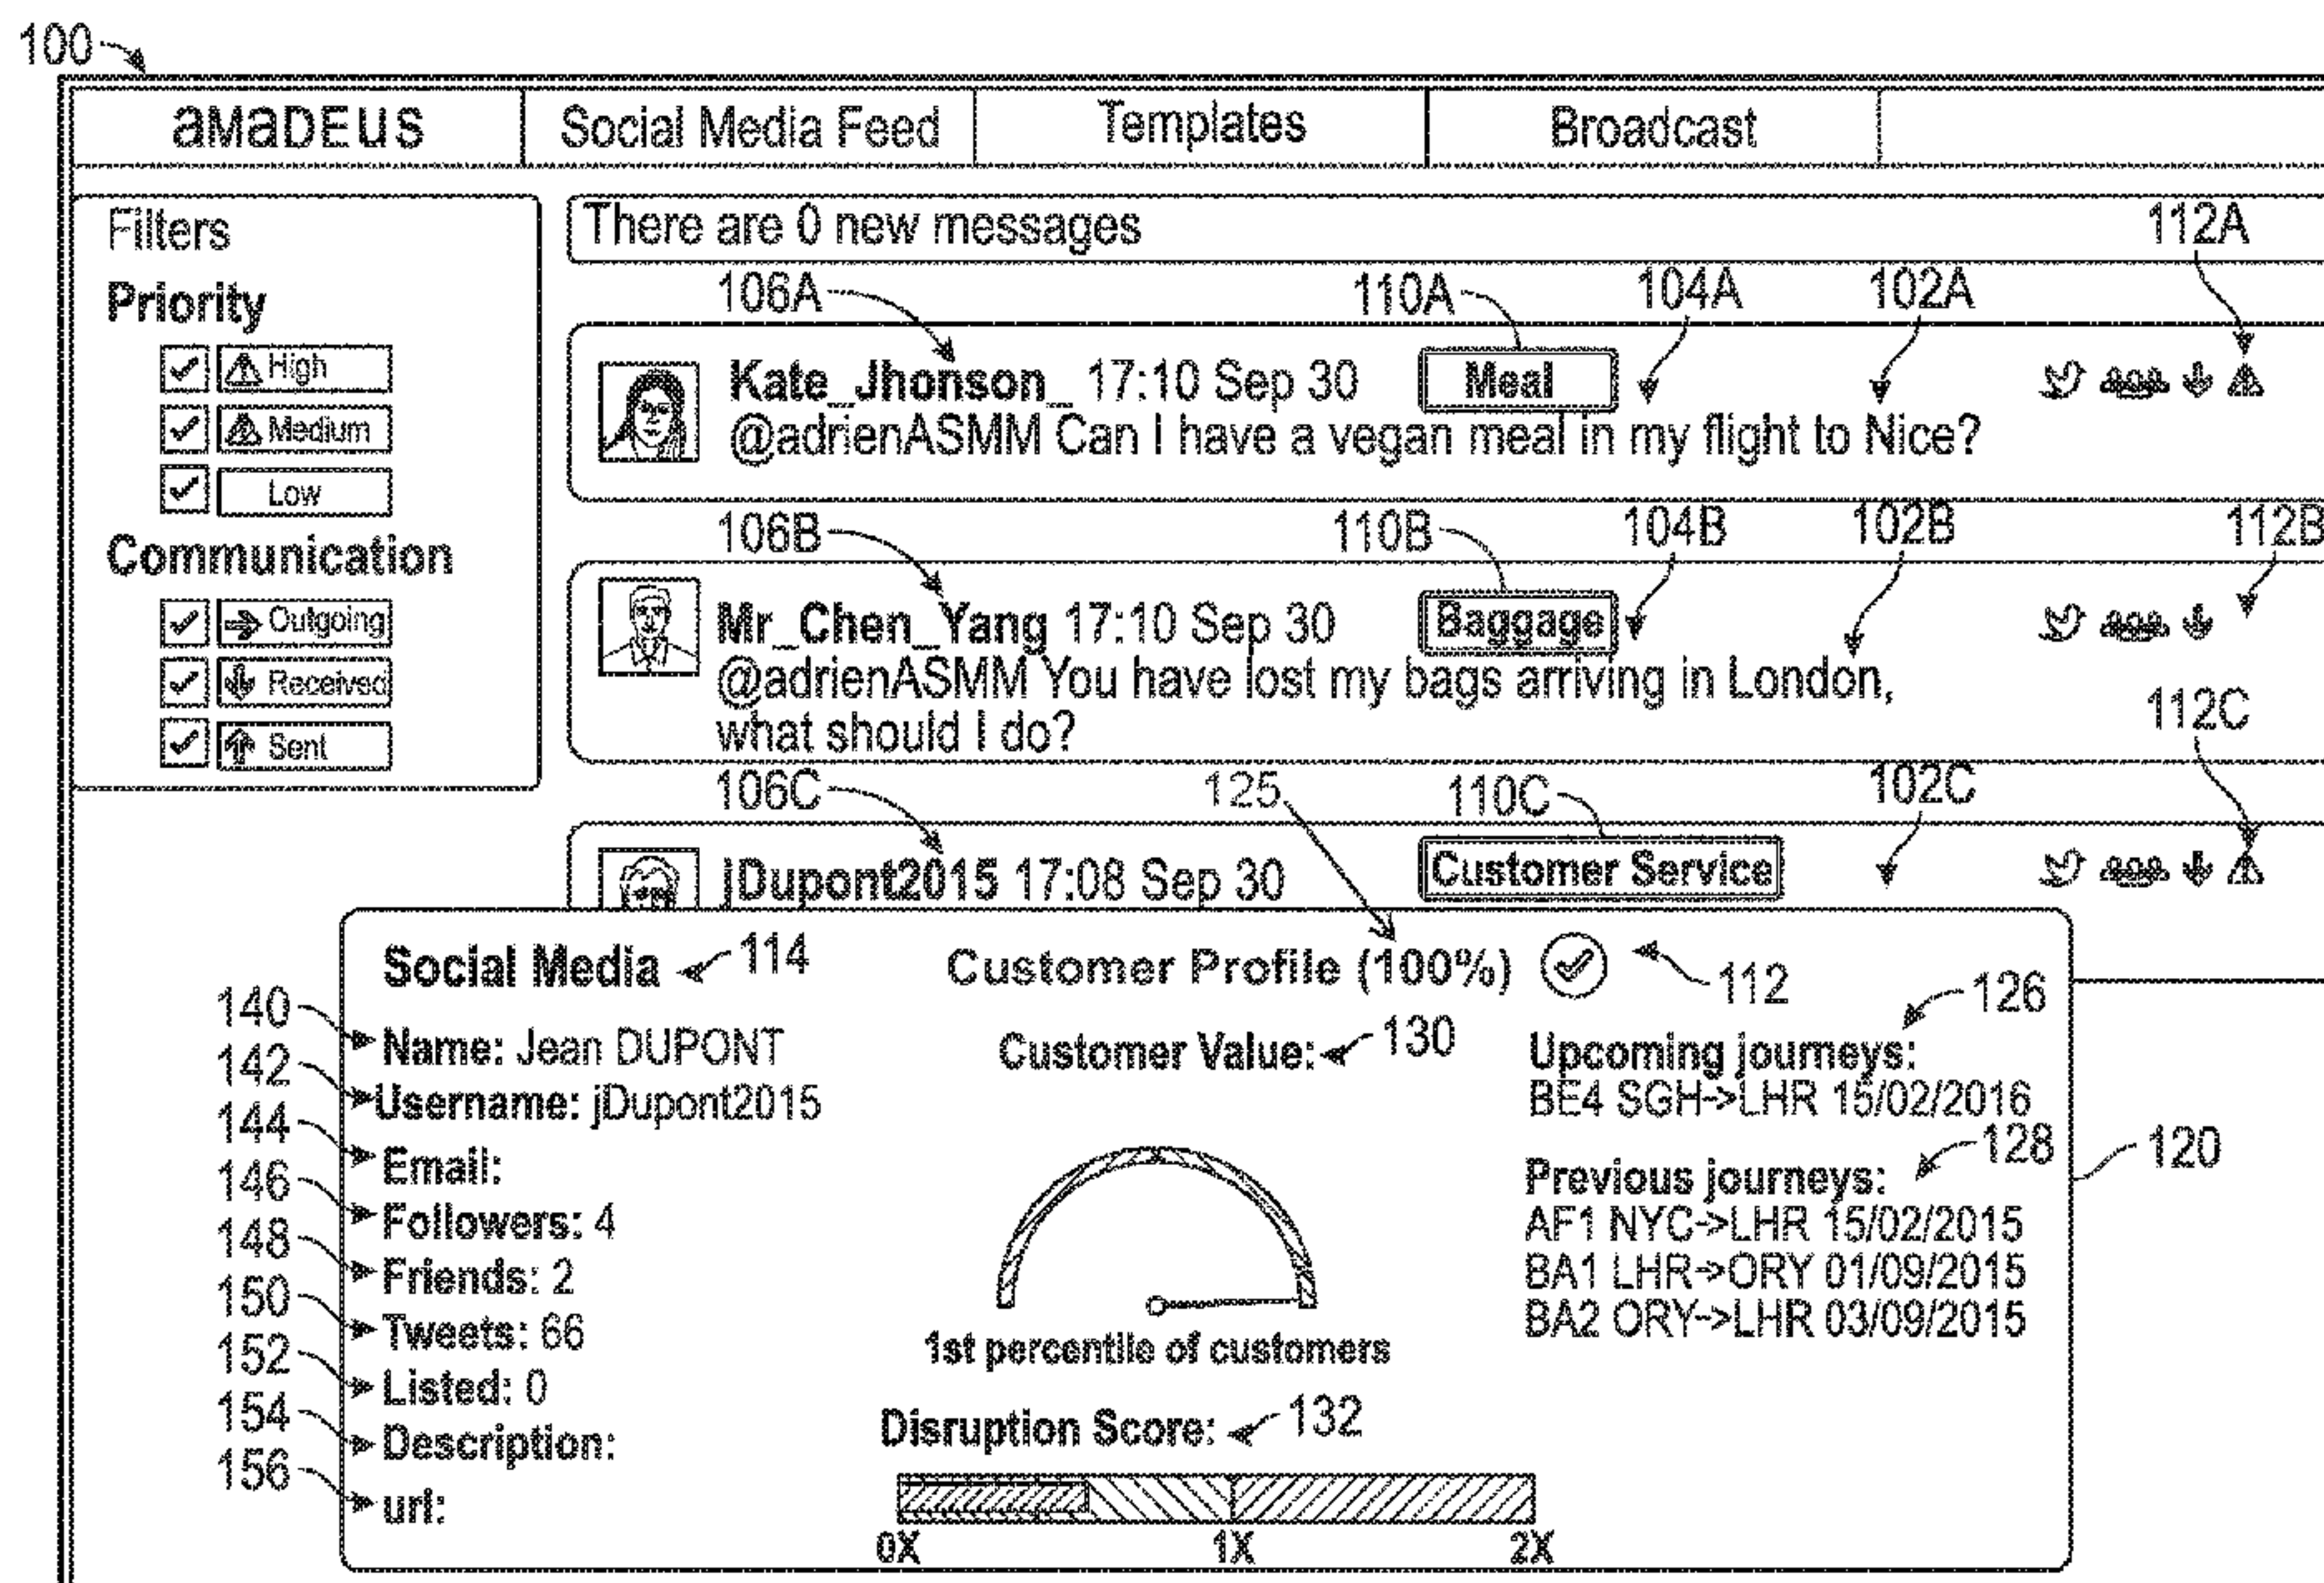 100
aMaDEus Social Media Feed Templates Broadcast
Filters
Priority
High
Medium
Low
Communication
Outgoing
Received
Sent
There are 0 new messages
112A
106A 110A 104A 102A
Kate_Jhonson_ 17:10 Sep 30 Meal
@adrienASMM Can I have a vegan meal in my flight to Nice?
106B 110B 104B 102B 112B
Mr_Chen_Yang 17:10 Sep 30 Baggage
@adrienASMM You have lost my bags arriving in London,
what should I do?
112C
106C 125 110C 102C
jDupont2015 17:08 Sep 30 Customer Service
Social Media 114
140 Name: Jean DUPONT
142 Username: jDupont2015
144 Email:
146 Followers: 4
148 Friends: 2
150 Tweets: 66
152 Listed: 0
154 Description:
156 url:
Customer Profile (100%) 112
Customer Value: 130
1st percentile of customers
Disruption Score: 132
0X 1X 2X
126
Upcoming journeys:
BE4 SGH->LHR 15/02/2016
128
Previous journeys:
AF1 NYC->LHR 15/02/2015
BA1 LHR->ORY 01/09/2015
BA2 ORY->LHR 03/09/2015
120